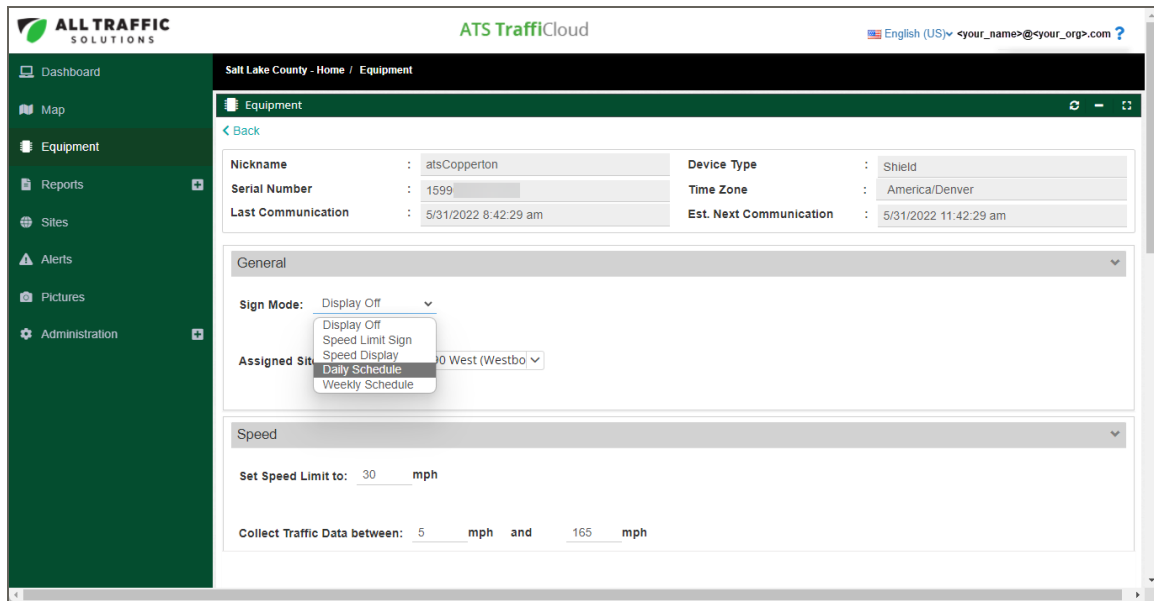 ALL TRAFFIC
SOLUTIONS
ATS TraffiCloud
English (US) <your_name>@<your_org>.com ?
Dashboard
Map
Equipment
Reports
Sites
Alerts
Pictures
Administration
Salt Lake County - Home / Equipment
Equipment
Back
Nickname : atsCopperton
Device Type : Shield
Serial Number : 1599
Time Zone : America/Denver
Last Communication : 5/31/2022 8:42:29 am
Est. Next Communication : 5/31/2022 11:42:29 am
General
Sign Mode: Display Off
Display Off
Speed Limit Sign
Speed Display
Daily Schedule
Weekly Schedule
Assigned Sit 90 West (Westbo
Speed
Set Speed Limit to: 30 mph
Collect Traffic Data between: 5 mph and 165 mph